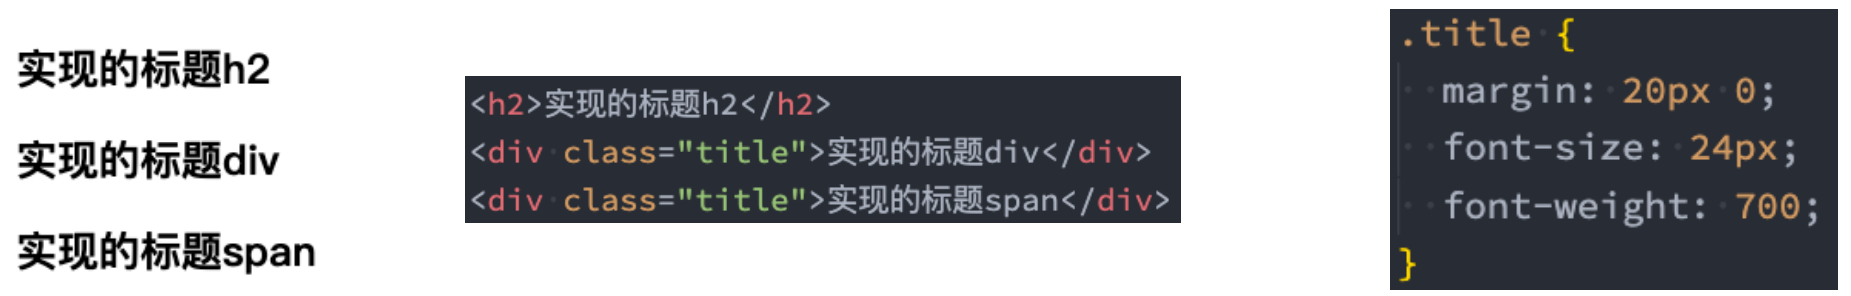 实现的标题h2
实现的标题div
实现的标题span
<h2>实现的标题h2</h2>
<div class="title">实现的标题div</div>
<div class="title">实现的标题span</div>
.title {
margin: 20px 0;
font-size: 24px;
font-weight: 700;
}